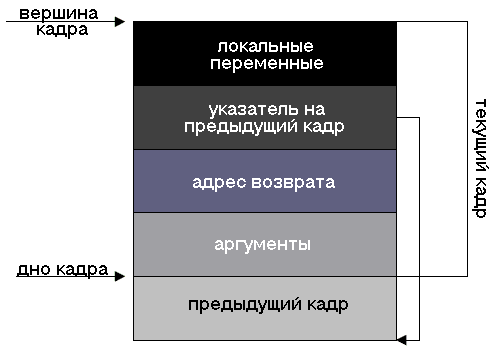 вершина
кадра
локальные
переменные
указатель на
предыдущий кадр
адрес возврата
аргументы
дно кадра
предыдущий кадр
текущий кадр